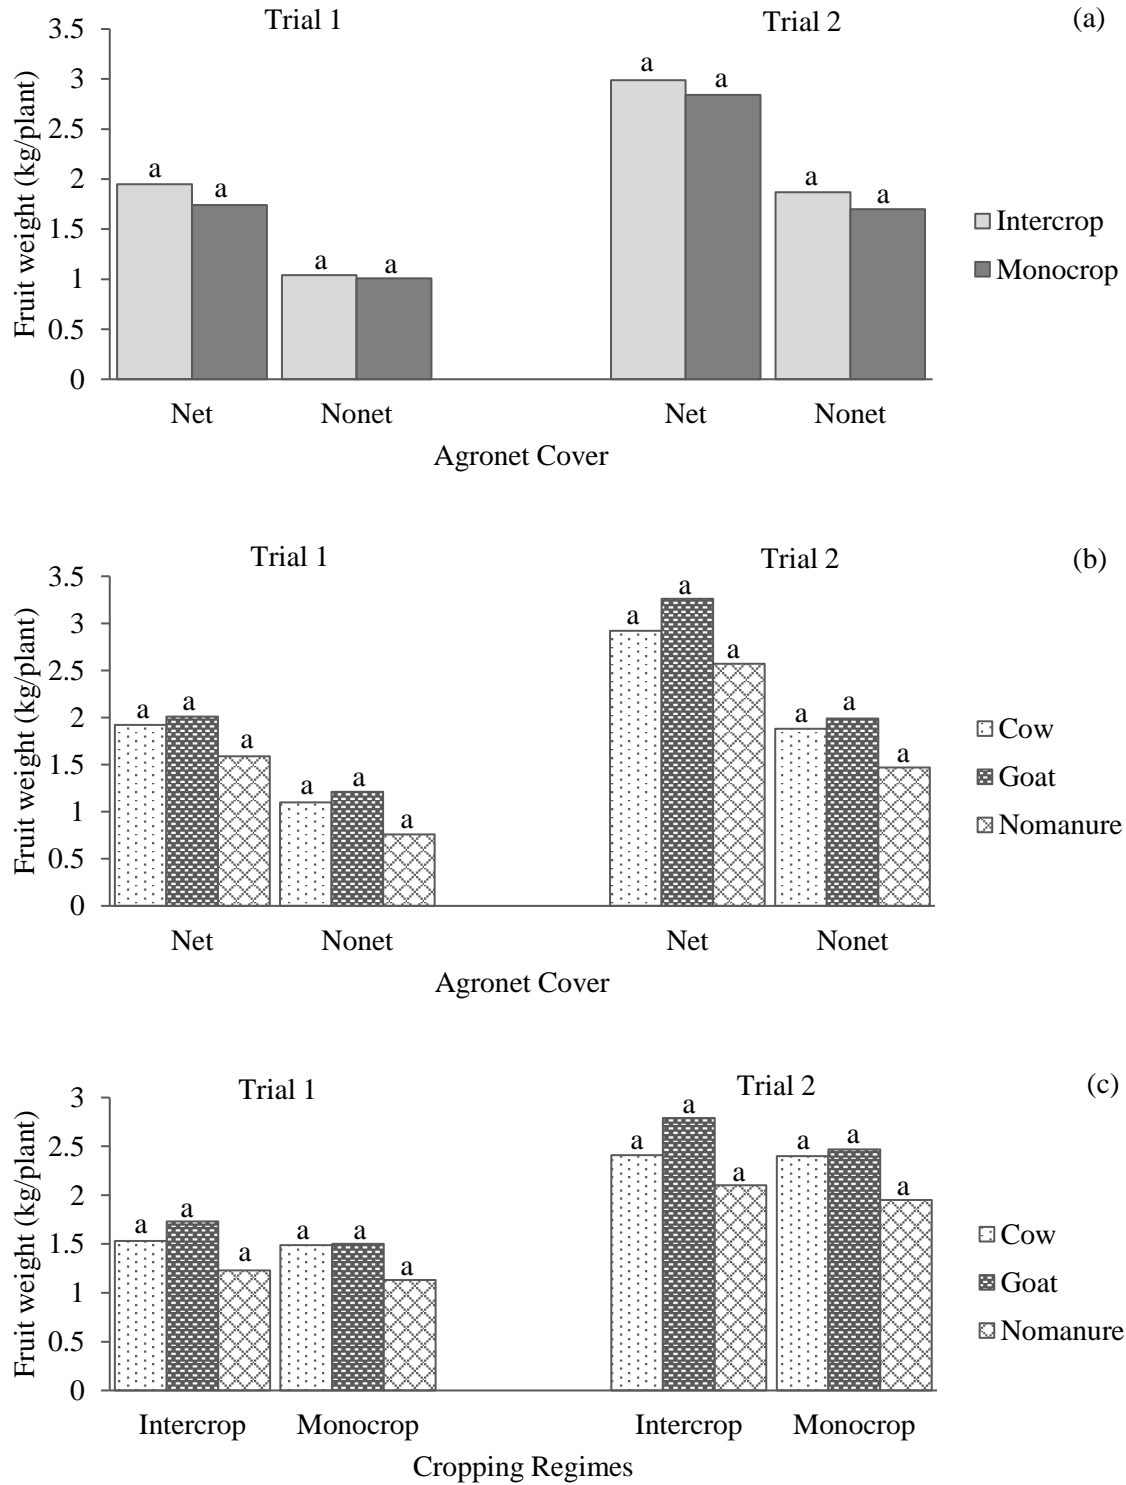 Trial 1
Trial 2
(a)
Fruit weight (kg/plant)
3.5
3
2.5
2
1.5
1
0.5
0
a
a
a
a
a
a
a
a
Net
Nonet
Net
Nonet
Agronet Cover
Intercrop
Monocrop
Trial 1
Trial 2
(b)
Fruit weight (kg/plant)
3.5
3
2.5
2
1.5
1
0.5
0
a
a
a
a
a
a
a
a
a
a
a
a
Net
Nonet
Net
Nonet
Agronet Cover
Cow
Goat
Nomanure
Trial 1
Trial 2
(c)
Fruit weight (kg/plant)
3
2.5
2
1.5
1
0.5
0
a
a
a
a
a
a
a
a
a
a
a
a
Intercrop
Monocrop
Intercrop
Monocrop
Cropping Regimes
Cow
Goat
Nomanure